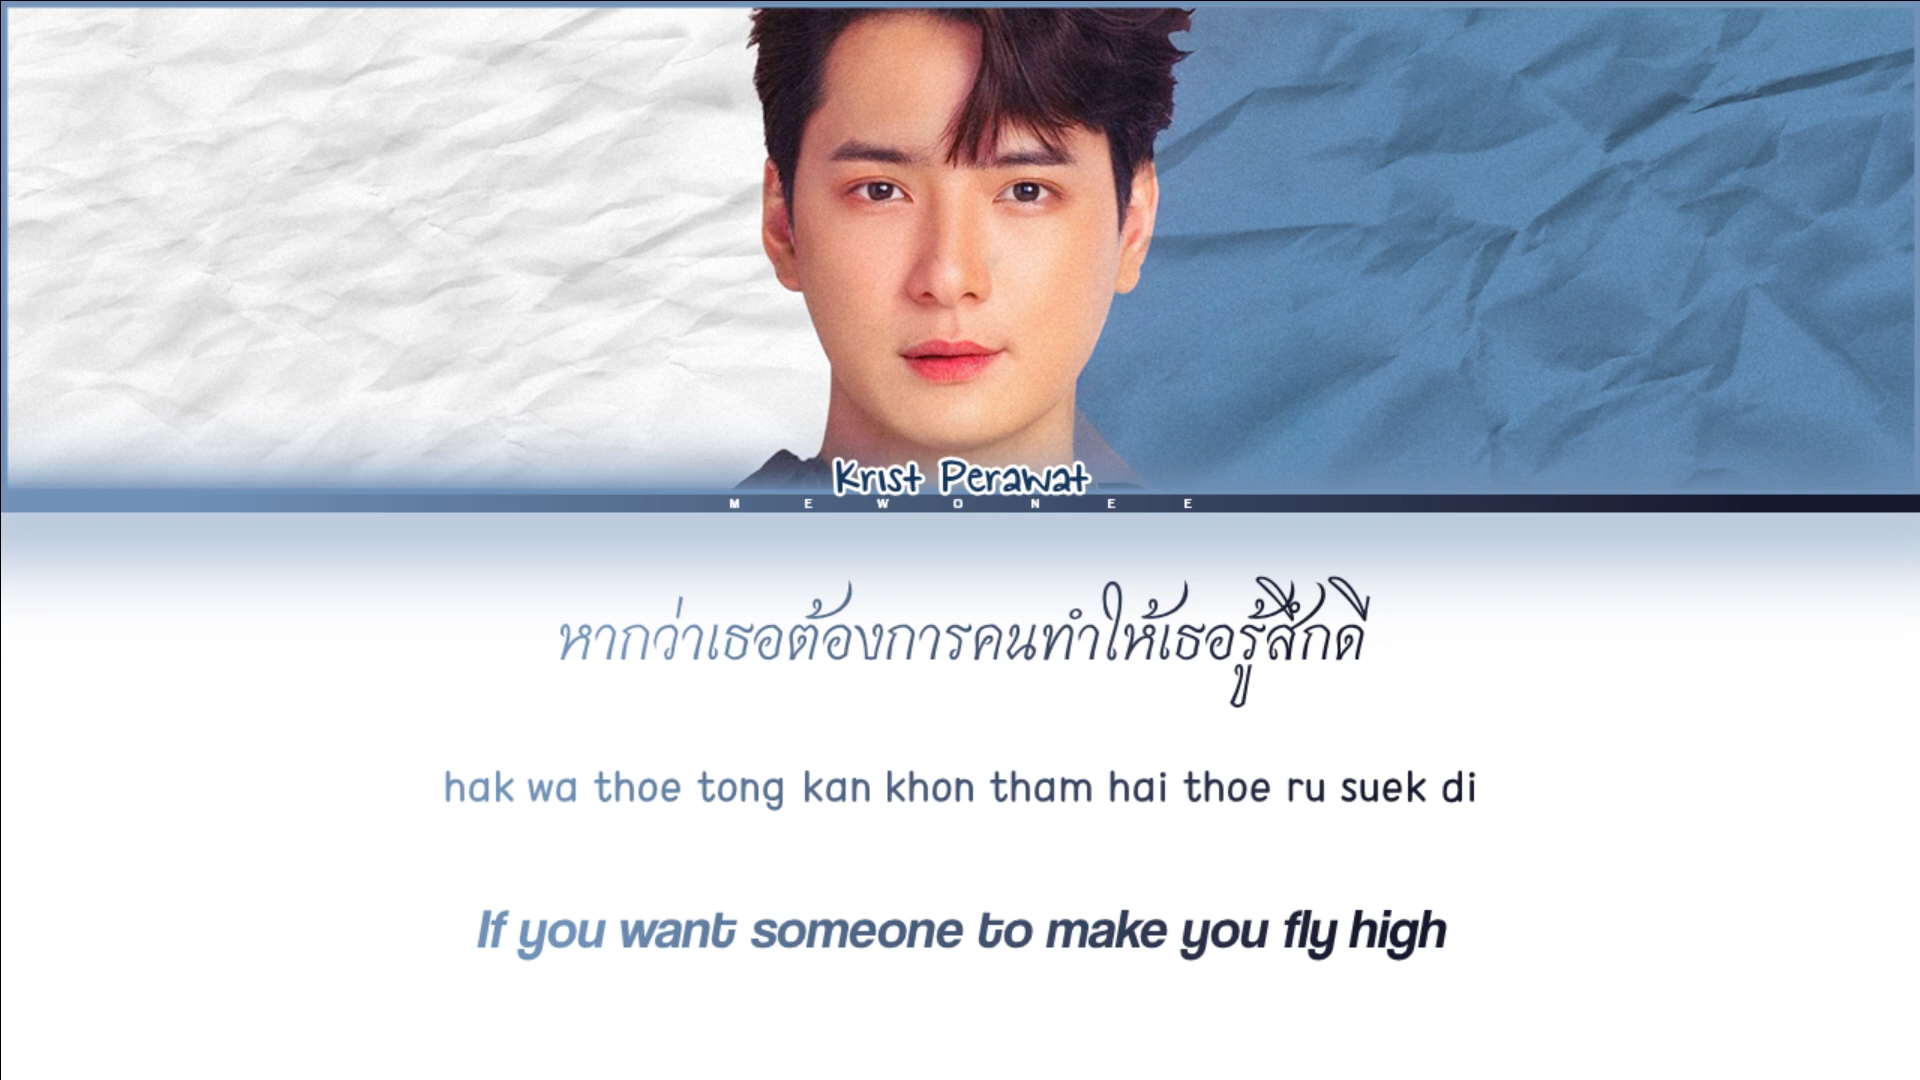 Krist Perawat
MEWONEE
หากว่าเธอต้องการคนทำให้เธอรู้สึกดี
hak wa thoe tong kan khon tham hai thoe ru suek di
If you want someone to make you fly high